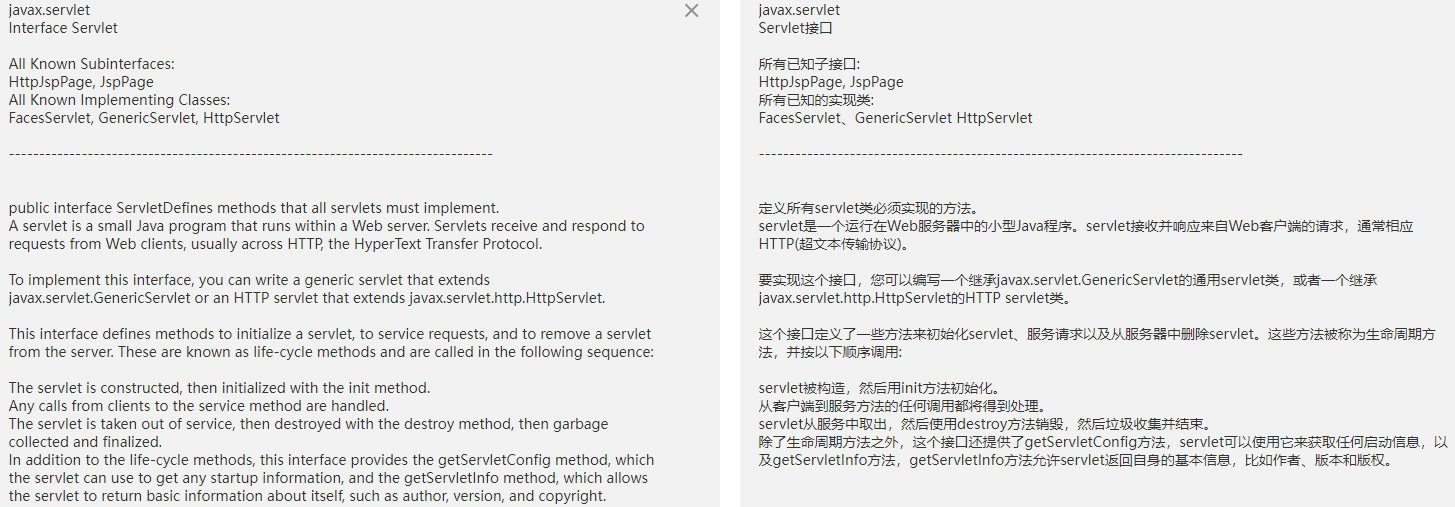 javax.servlet
Interface Servlet
All Known Subinterfaces:
HttpJspPage, JspPage
All Known Implementing Classes:
FacesServlet, GenericServlet, HttpServlet
--------------------------------------------------------------------------------
public interface ServletDefines methods that all servlets must implement.
A servlet is a small Java program that runs within a Web server. Servlets receive and respond to
requests from Web clients, usually across HTTP, the HyperText Transfer Protocol.
To implement this interface, you can write a generic servlet that extends
javax.servlet.GenericServlet or an HTTP servlet that extends javax.servlet.http.HttpServlet.
This interface defines methods to initialize a servlet, to service requests, and to remove a servlet
from the server. These are known as life-cycle methods and are called in the following sequence:
The servlet is constructed, then initialized with the init method.
Any calls from clients to the service method are handled.
The servlet is taken out of service, then destroyed with the destroy method, then garbage
collected and finalized.
In addition to the life-cycle methods, this interface provides the getServletConfig method, which
the servlet can use to get any startup information, and the getServletInfo method, which allows
the servlet to return basic information about itself, such as author, version, and copyright.
javax.servlet
Servlet接口
所有已知子接口:
HttpJspPage, JspPage
所有已知的实现类:
FacesServlet、GenericServlet HttpServlet
--------------------------------------------------------------------------------
定义所有servlet类必须实现的方法。
servlet是一个运行在Web服务器中的小型Java程序。servlet接收并响应来自Web客户端的请求，通常相应
HTTP(超文本传输协议)。
要实现这个接口，您可以编写一个继承javax.servlet.GenericServlet的通用servlet类，或者一个继承
javax.servlet.http.HttpServlet的HTTP servlet类。
这个接口定义了一些方法来初始化servlet、服务请求以及从服务器中删除servlet。这些方法被称为生命周期方
法，并按以下顺序调用:
servlet被构造，然后用init方法初始化。
从客户端到服务方法的任何调用都将得到处理。
servlet从服务中取出，然后使用destroy方法销毁，然后垃圾收集并结束。
除了生命周期方法之外，这个接口还提供了getServletConfig方法，servlet可以使用它来获取任何启动信息，以
及getServletInfo方法，getServletInfo方法允许servlet返回自身的基本信息，比如作者、版本和版权。